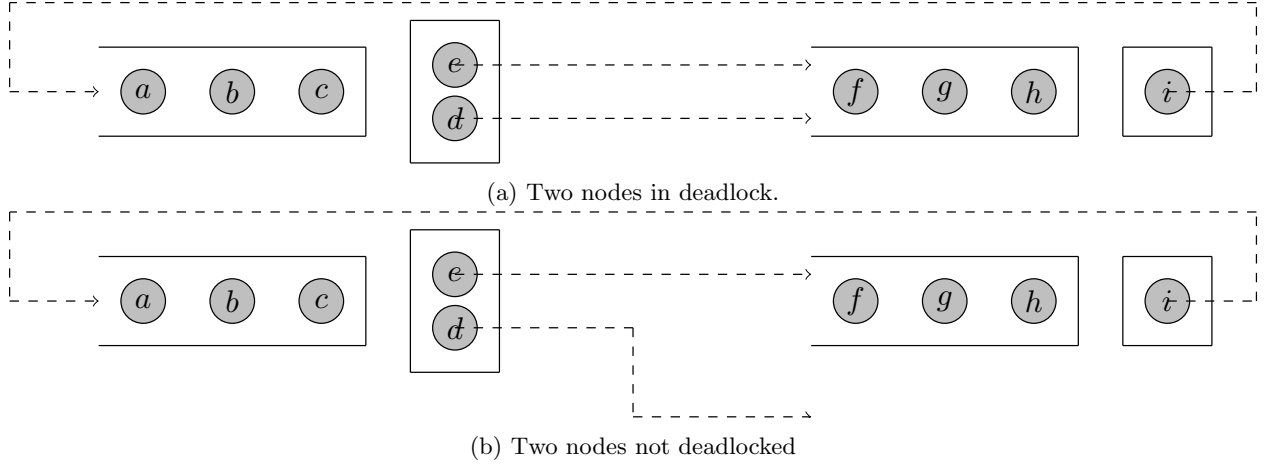 a b c e d f g h i
(a) Two nodes in deadlock.
a b c e d f g h i
(b) Two nodes not deadlocked